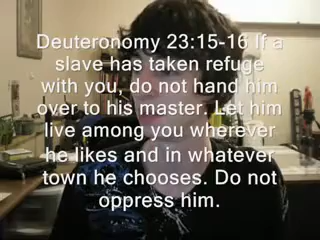 Deuteronomy 23:15-16 If a
slave has taken refuge
with you, do not hand him
over to his master. Let him
live among you wherever
he likes and in whatever
town he chooses. Do not
oppress him.